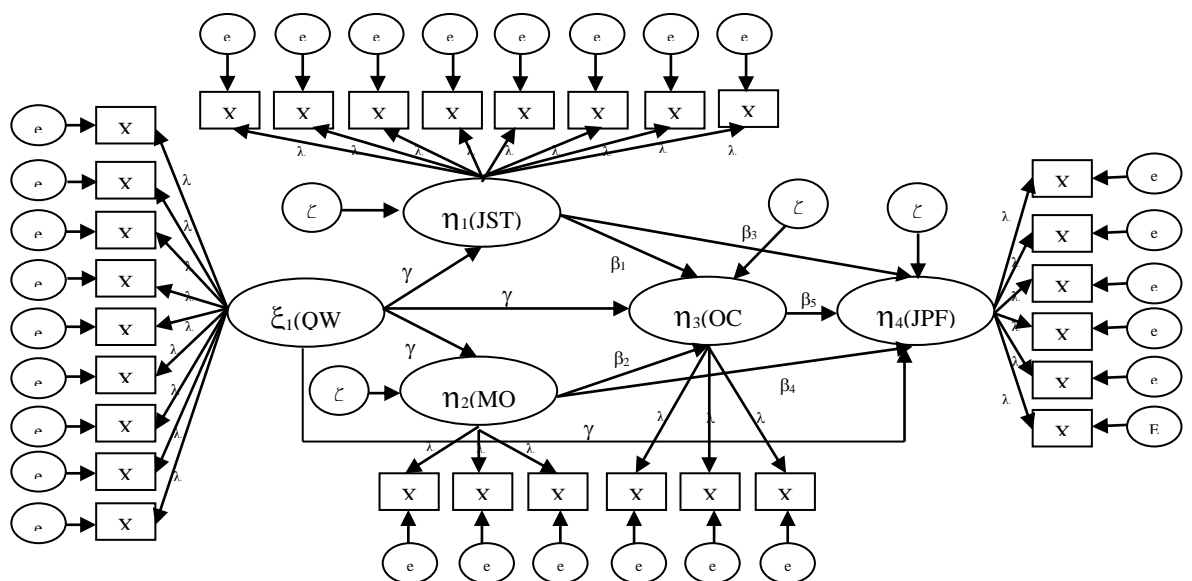 e e e e e e e e
X X X X X X X X
e X
λ. λ. λ. λ. λ. λ. λ. λ.
e X λ
ζ η₁(JST) ζ ζ
X e
e X λ
λ. β₃
X e
γ β₁
e X λ. λ
X e
ξ₁(QW γ η₃(OC β₅ η₄(JPF)
e X λ. λ.
X e
γ β₂
e X λ. λ
X e
ζ η₂(MO β₄
e X λ λ.
X E
λ. λ. λ. γ λ λ λ
e X λ.
X X X X X X
e X
e e e e e e